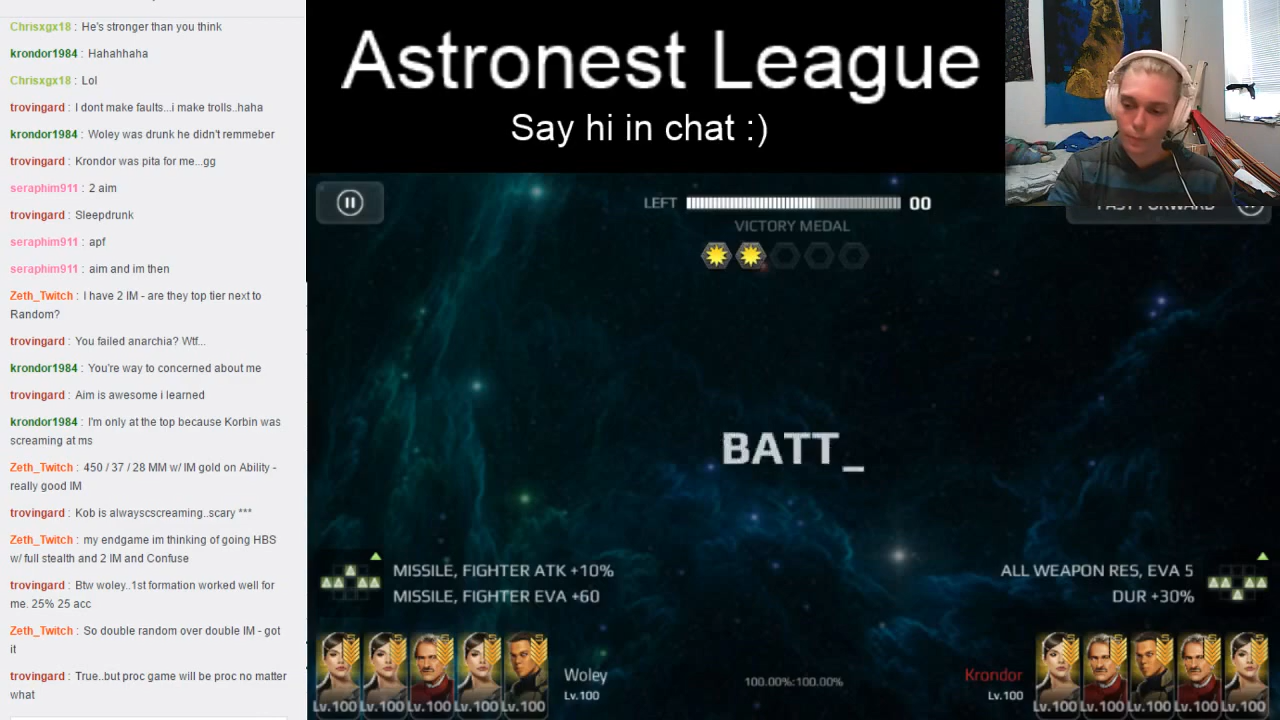 Chrisxgx18 : He's stronger than you think
krondor1984 : Hahahhaha
Chrisxgx18 : Lol
trovingard : I dont make faults...i make trolls..haha
krondor1984 : Woley was drunk he didn't remmeber
trovingard : Krondor was pita for me...gg
seraphim911 : 2 aim
trovingard : Sleepdrunk
seraphim911 : apf
seraphim911 : aim and im then
Zeth_Twitch : I have 2 IM - are they top tier next to
Random?
trovingard : You failed anarchia? Wtf...
krondor1984 : You're way to concerned about me
trovingard : Aim is awesome i learned
krondor1984 : I'm only at the top because Korbin was
screaming at ms
Zeth_Twitch : 450 / 37 / 28 MM w/ IM gold on Ability -
really good IM
trovingard : Kob is alwayscscreaming..scary ***
Zeth_Twitch : my endgame im thinking of going HBS
w/ full stealth and 2 IM and Confuse
trovingard : Btw woley..1st formation worked well for
me. 25% 25 acc
Zeth_Twitch : So double random over double IM - got
it
trovingard : True..but proc game will be proc no matter
what
Astronest League
Say hi in chat :)
LEFT 00
FAST FORWARD
VICTORY MEDAL
BATT_
MISSILE, FIGHTER ATK +10%
MISSILE, FIGHTER EVA +60
ALL WEAPON RES, EVA 5
DUR +30%
Lv.100 Lv.100 Lv.100 Lv.100 Lv.100
Woley
Lv.100
100.00%:100.00%
Krondor
Lv.100
Lv.100 Lv.100 Lv.100 Lv.100 Lv.100